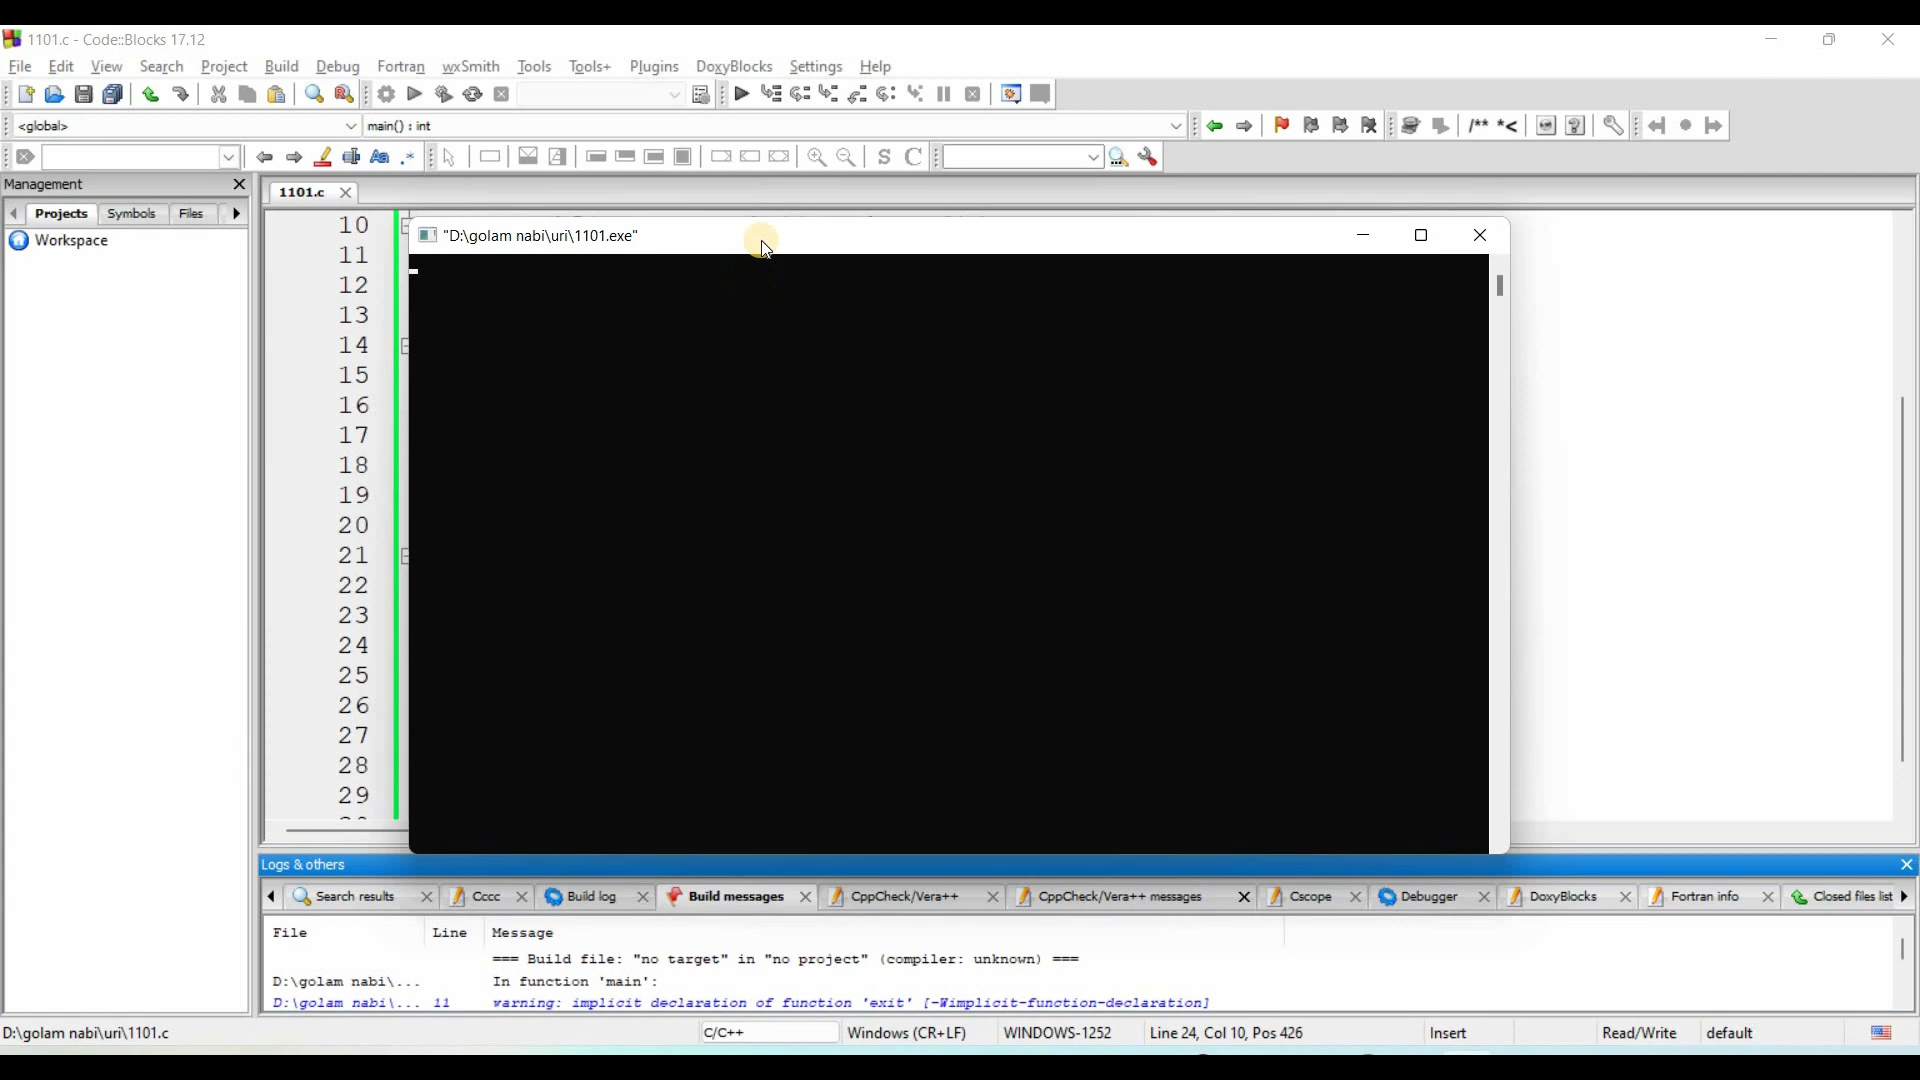 1101.c - Code::Blocks 17.12
File Edit View Search Project Build Debug Fortran wxSmith Tools Tools+ Plugins DoxyBlocks Settings Help
<global> main() : int
Management
1101.c
Projects Symbols Files
Workspace
"D:\golam nabi\uri\1101.exe"
10
11
12
13
14
15
16
17
18
19
20
21
22
23
24
25
26
27
28
29
Logs & others
Search results Cccc Build log Build messages CppCheck/Vera++ CppCheck/Vera++ messages Cscope Debugger DoxyBlocks Fortran info Closed files list
File Line Message
=== Build file: "no target" in "no project" (compiler: unknown) ===
D:\golam nabi\... In function 'main':
D:\golam nabi\... 11 warning: implicit declaration of function 'exit' [-Wimplicit-function-declaration]
D:\golam nabi\uri\1101.c C/C++ Windows (CR+LF) WINDOWS-1252 Line 24, Col 10, Pos 426 Insert Read/Write default